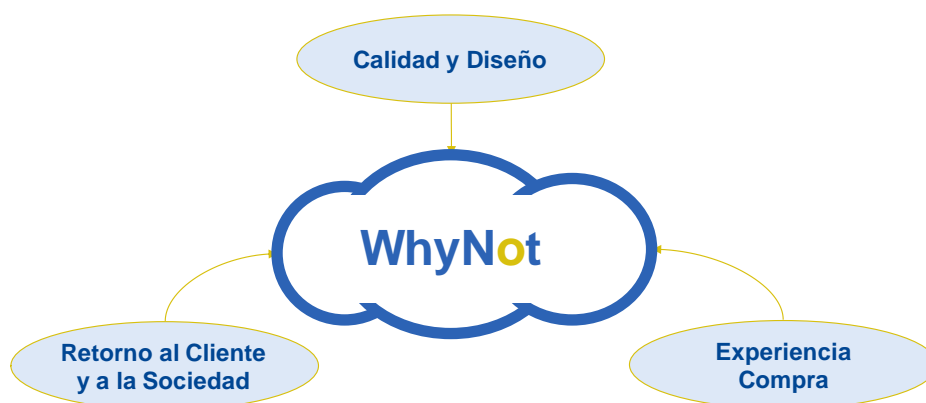 Calidad y Diseño
WhyNot
Retorno al Cliente
y a la Sociedad
Experiencia
Compra